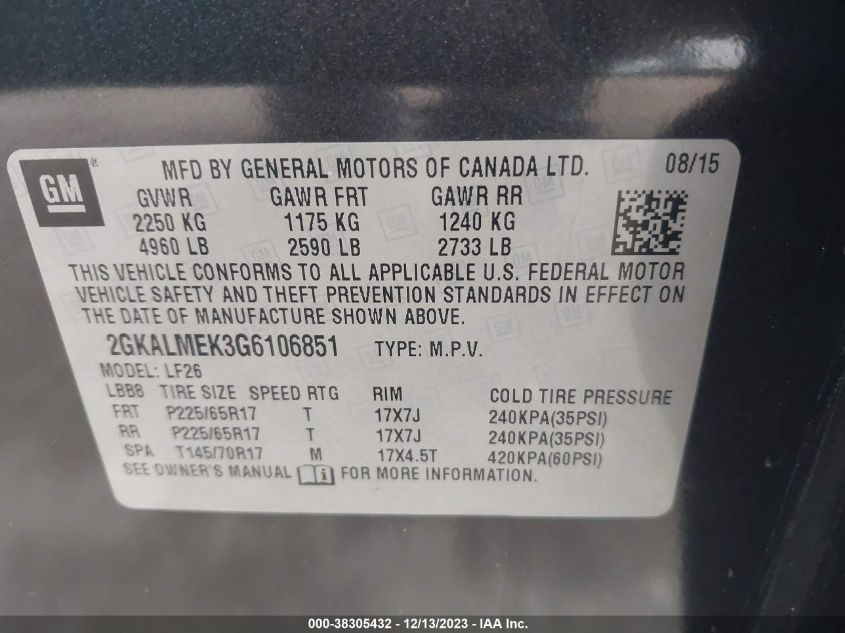 GM ®
MFD BY GENERAL MOTORS OF CANADA LTD. 08/15
GVWR GAWR FRT GAWR RR
2250 KG 1175 KG 1240 KG
4960 LB 2590 LB 2733 LB
THIS VEHICLE CONFORMS TO ALL APPLICABLE U.S. FEDERAL MOTOR
VEHICLE SAFETY AND THEFT PREVENTION STANDARDS IN EFFECT ON
THE DATE OF MANUFACTURE SHOWN ABOVE.
2GKALMEK3G6106851 TYPE: M.P.V.
MODEL: LF26
LBB8 TIRE SIZE SPEED RTG RIM COLD TIRE PRESSURE
FRT P225/65R17 T 17X7J 240KPA(35PSI)
RR P225/65R17 T 17X7J 240KPA(35PSI)
SPA T145/70R17 M 17X4.5T 420KPA(60PSI)
SEE OWNER'S MANUAL i FOR MORE INFORMATION.
000-38305432 - 12/13/2023 - IAA Inc.